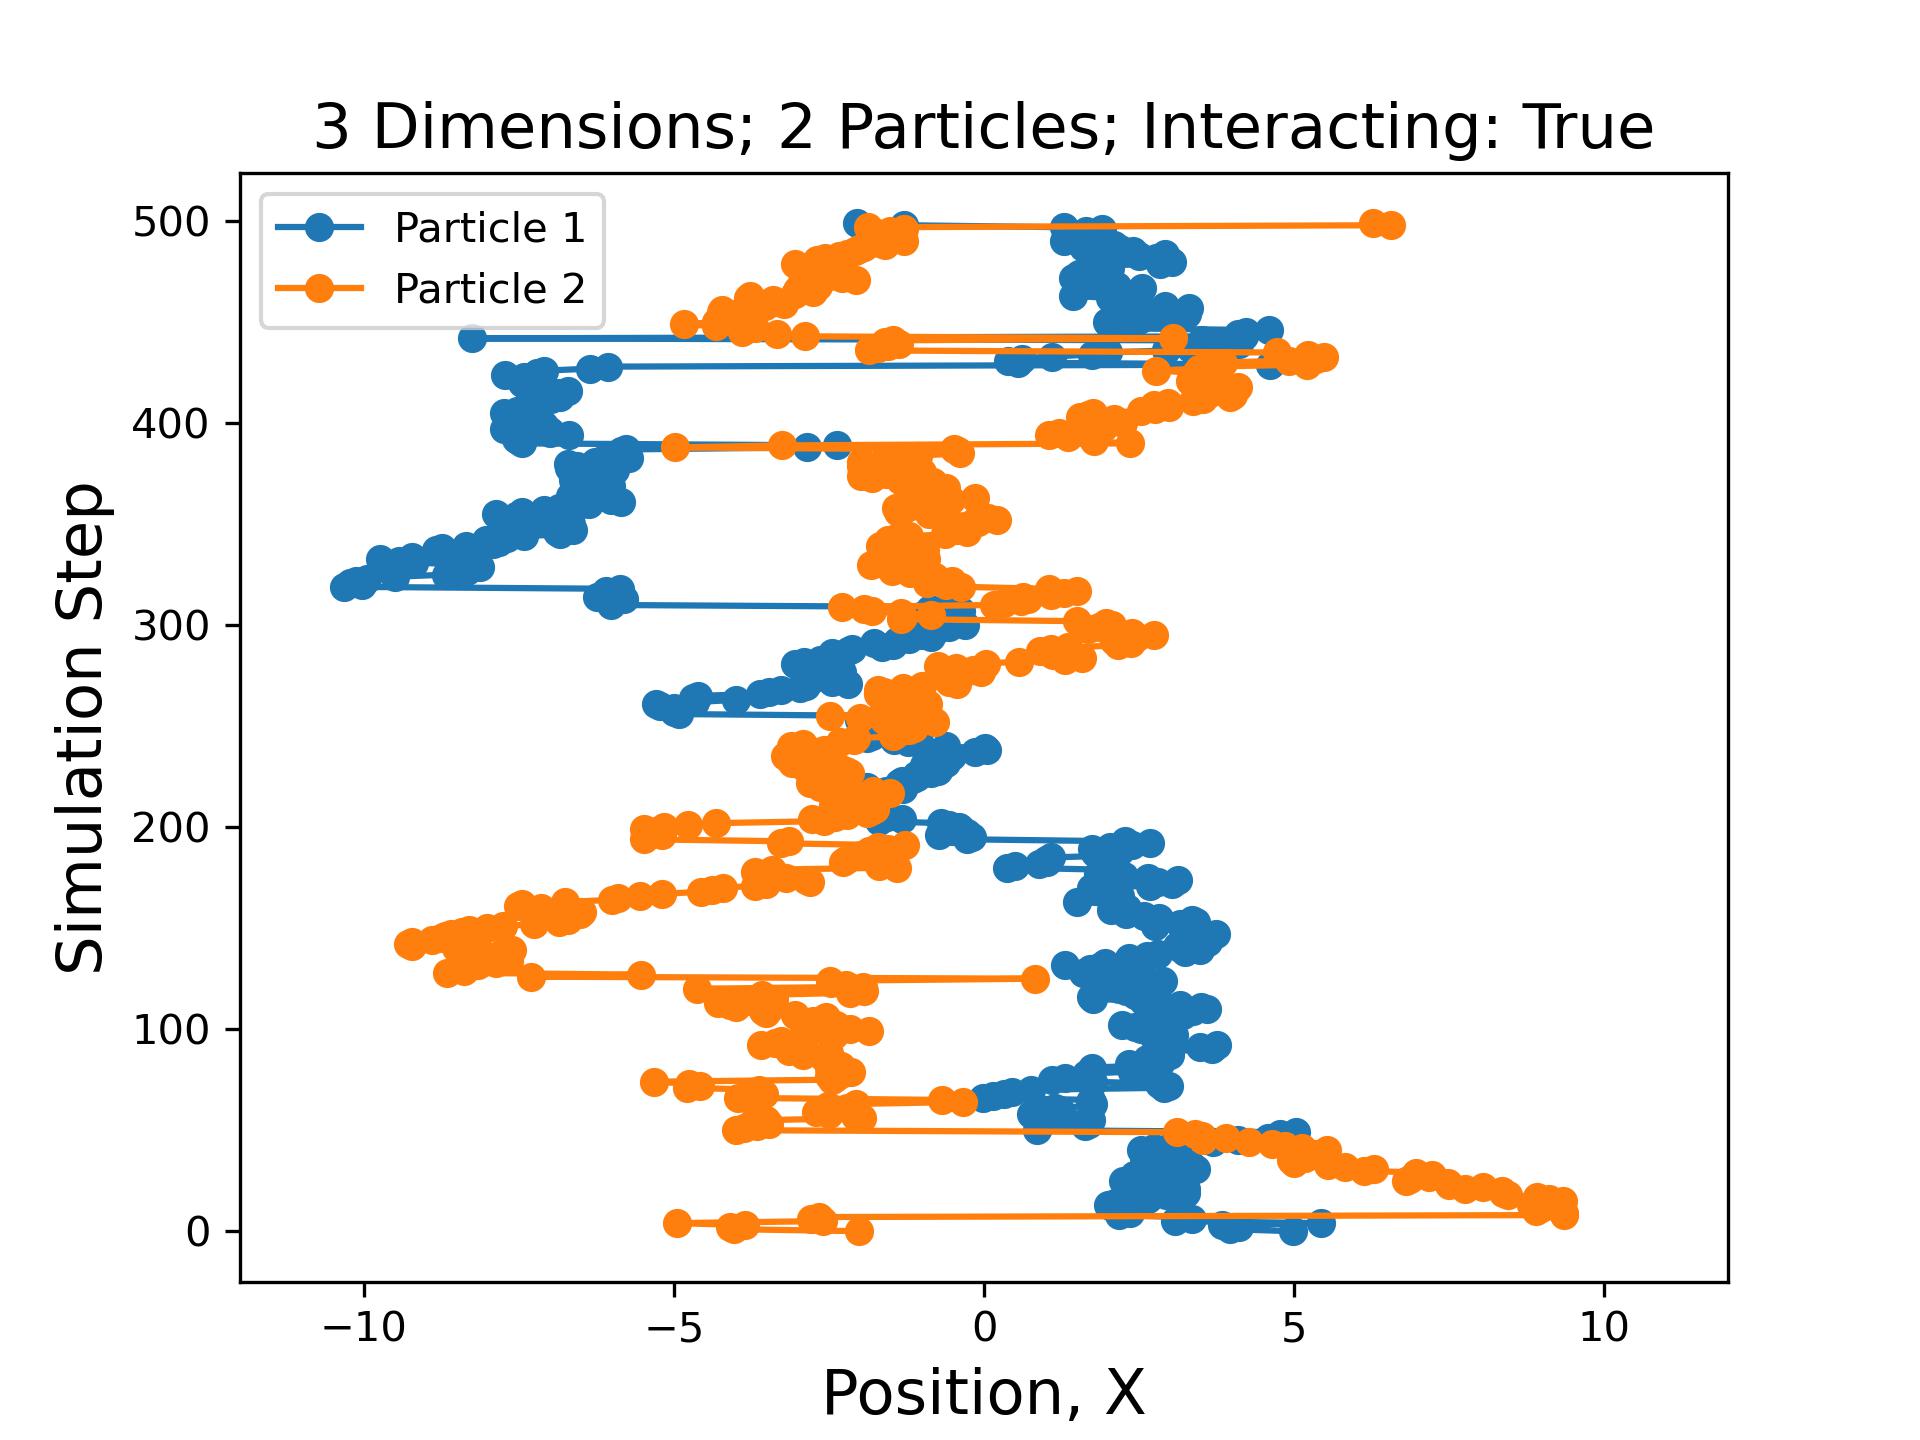 3 Dimensions; 2 Particles; Interacting: True
Particle 1
Particle 2
Simulation Step
500
400
300
200
100
0
−10
−5
0
5
10
Position, X